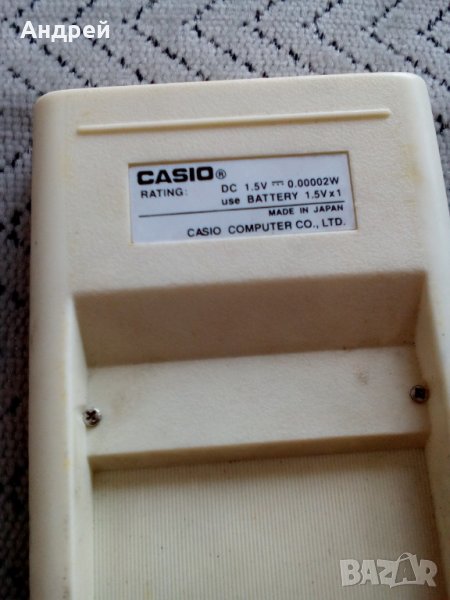 Андрей
CASIO®
RATING: DC 1.5V ⎓ 0.00002W
use BATTERY 1.5V x 1
MADE IN JAPAN
CASIO COMPUTER CO., LTD.
BAZAR